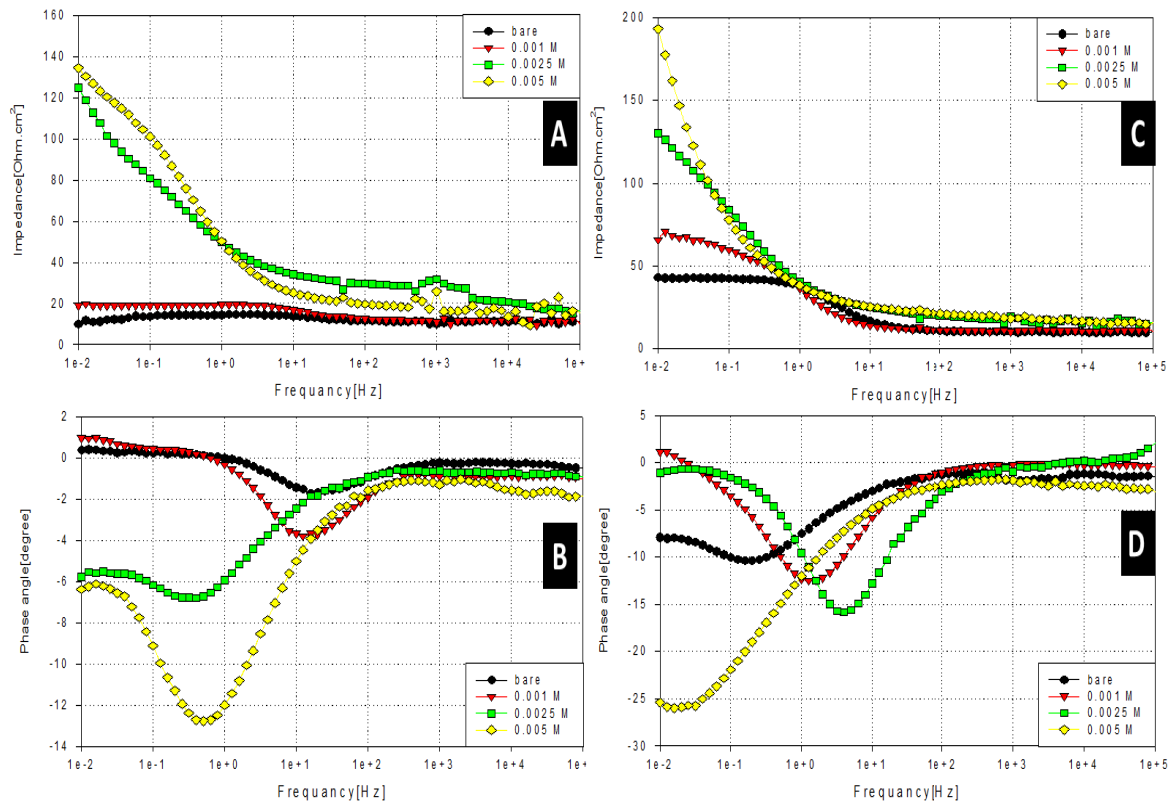 160
140
120
100
80
60
40
20
0
Impedance[Ohm.cm²]
bare
0.001 M
0.0025 M
0.005 M
A
1e-2
1e-1
1e+0
1e+1
1e+2
1e+3
1e+4
1e+
Frequancy[Hz]
200
150
100
50
0
Impedance[Ohm.cm²]
bare
0.001 M
0.0025 M
0.005 M
C
1e-2
1e-1
1e+0
1e+1
1e+2
1e+3
1e+4
1e+5
Frequancy[Hz]
2
0
-2
-4
-6
-8
-10
-12
-14
Phase angle[degree]
B
bare
0.001 M
0.0025 M
0.005 M
1e-2
1e-1
1e+0
1e+1
1e+2
1e+3
1e+4
1e+
Frequancy[Hz]
5
0
-5
-10
-15
-20
-25
-30
Phase angle[degree]
D
bare
0.001 M
0.0025 M
0.005 M
1e-2
1e-1
1e+0
1e+1
1e+2
1e+3
1e+4
1e+5
Frequancy[Hz]